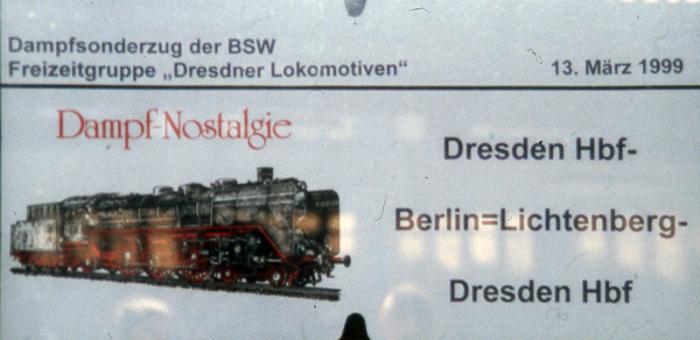 Dampfsonderzug der BSW
Freizeitgruppe „Dresdner Lokomotiven“ 13. März 1999
Dampf-Nostalgie
Dresden Hbf-
Berlin=Lichtenberg-
Dresden Hbf